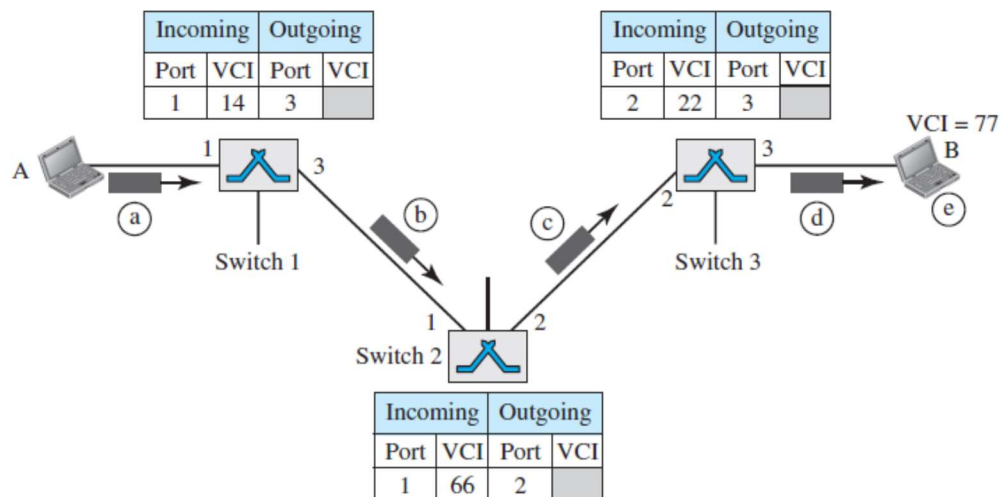 Incoming Outgoing
Port VCI Port VCI
1 14 3
Incoming Outgoing
Port VCI Port VCI
2 22 3
VCI = 77
A
1
3
3
B
a
b
c
2
d
e
Switch 1
Switch 3
1
2
Switch 2
Incoming Outgoing
Port VCI Port VCI
1 66 2